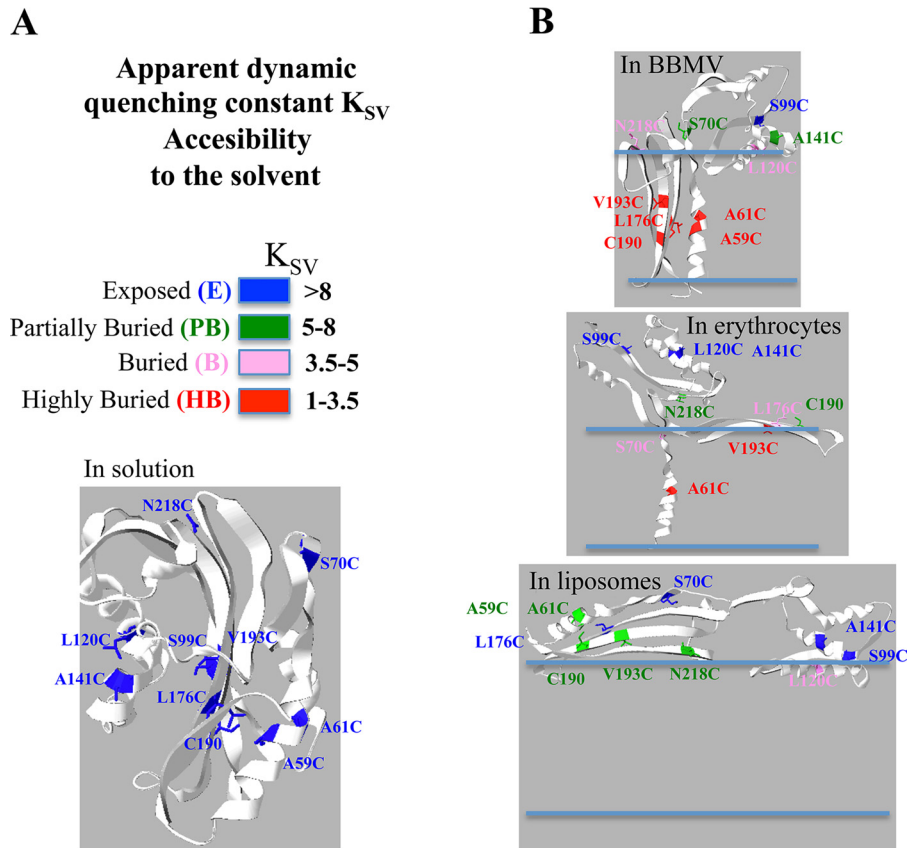 A
Apparent dynamic
quenching constant KSV
Accesibility
to the solvent
KSV
Exposed (E) >8
Partially Buried (PB) 5-8
Buried (B) 3.5-5
Highly Buried (HB) 1-3.5
In solution
N218C
S70C
L120C
S99C
V193C
A141C
L176C
C190
A61C
A59C
B
In BBMV
S99C
N218C
S70C
A141C
L120C
V193C
L176C
A61C
C190
A59C
In erythrocytes
S99C
L120C
A141C
N218C
L176C
C190
S70C
V193C
A61C
In liposomes
S70C
A59C
A61C
L176C
A141C
S99C
C190
V193C
N218C
L120C